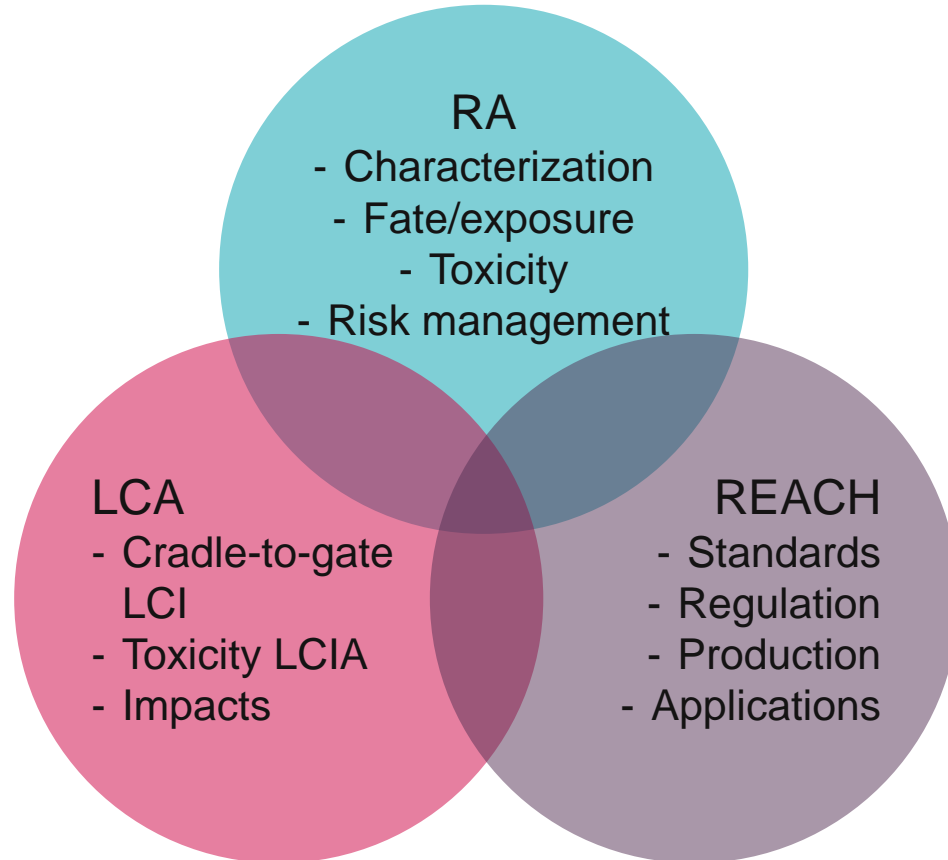 RA
- Characterization
- Fate/exposure
- Toxicity
- Risk management
LCA
- Cradle-to-gate
LCI
- Toxicity LCIA
- Impacts
REACH
- Standards
- Regulation
- Production
- Applications